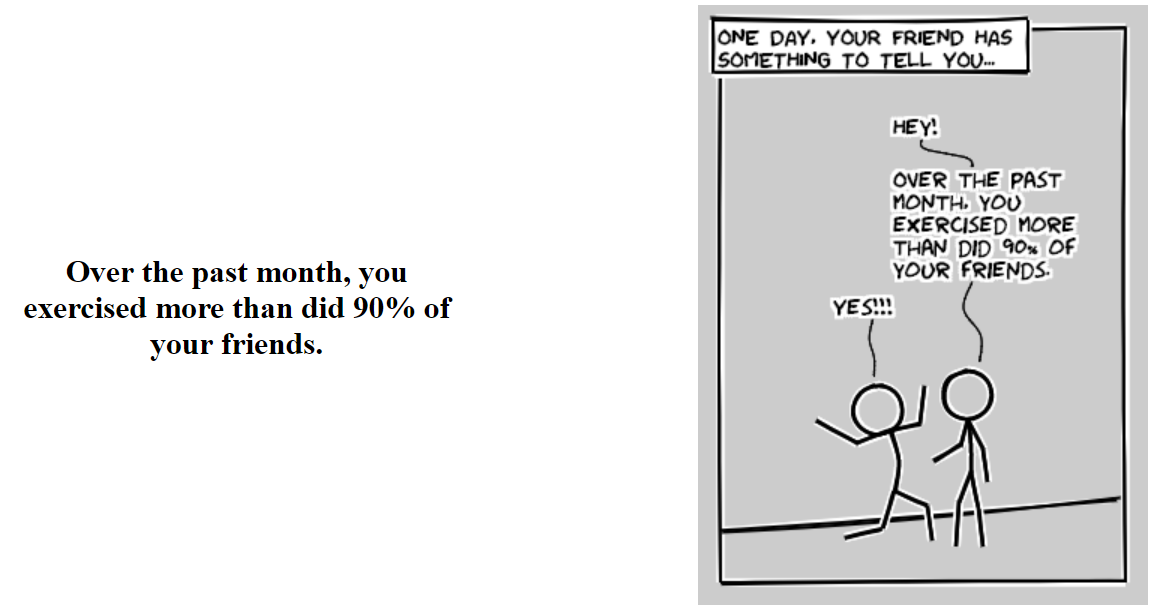 Over the past month, you
exercised more than did 90% of
your friends.
ONE DAY, YOUR FRIEND HAS
SOMETHING TO TELL YOU...
HEY!
OVER THE PAST
MONTH, YOU
EXERCISED MORE
THAN DID 90% OF
YOUR FRIENDS.
YES!!!